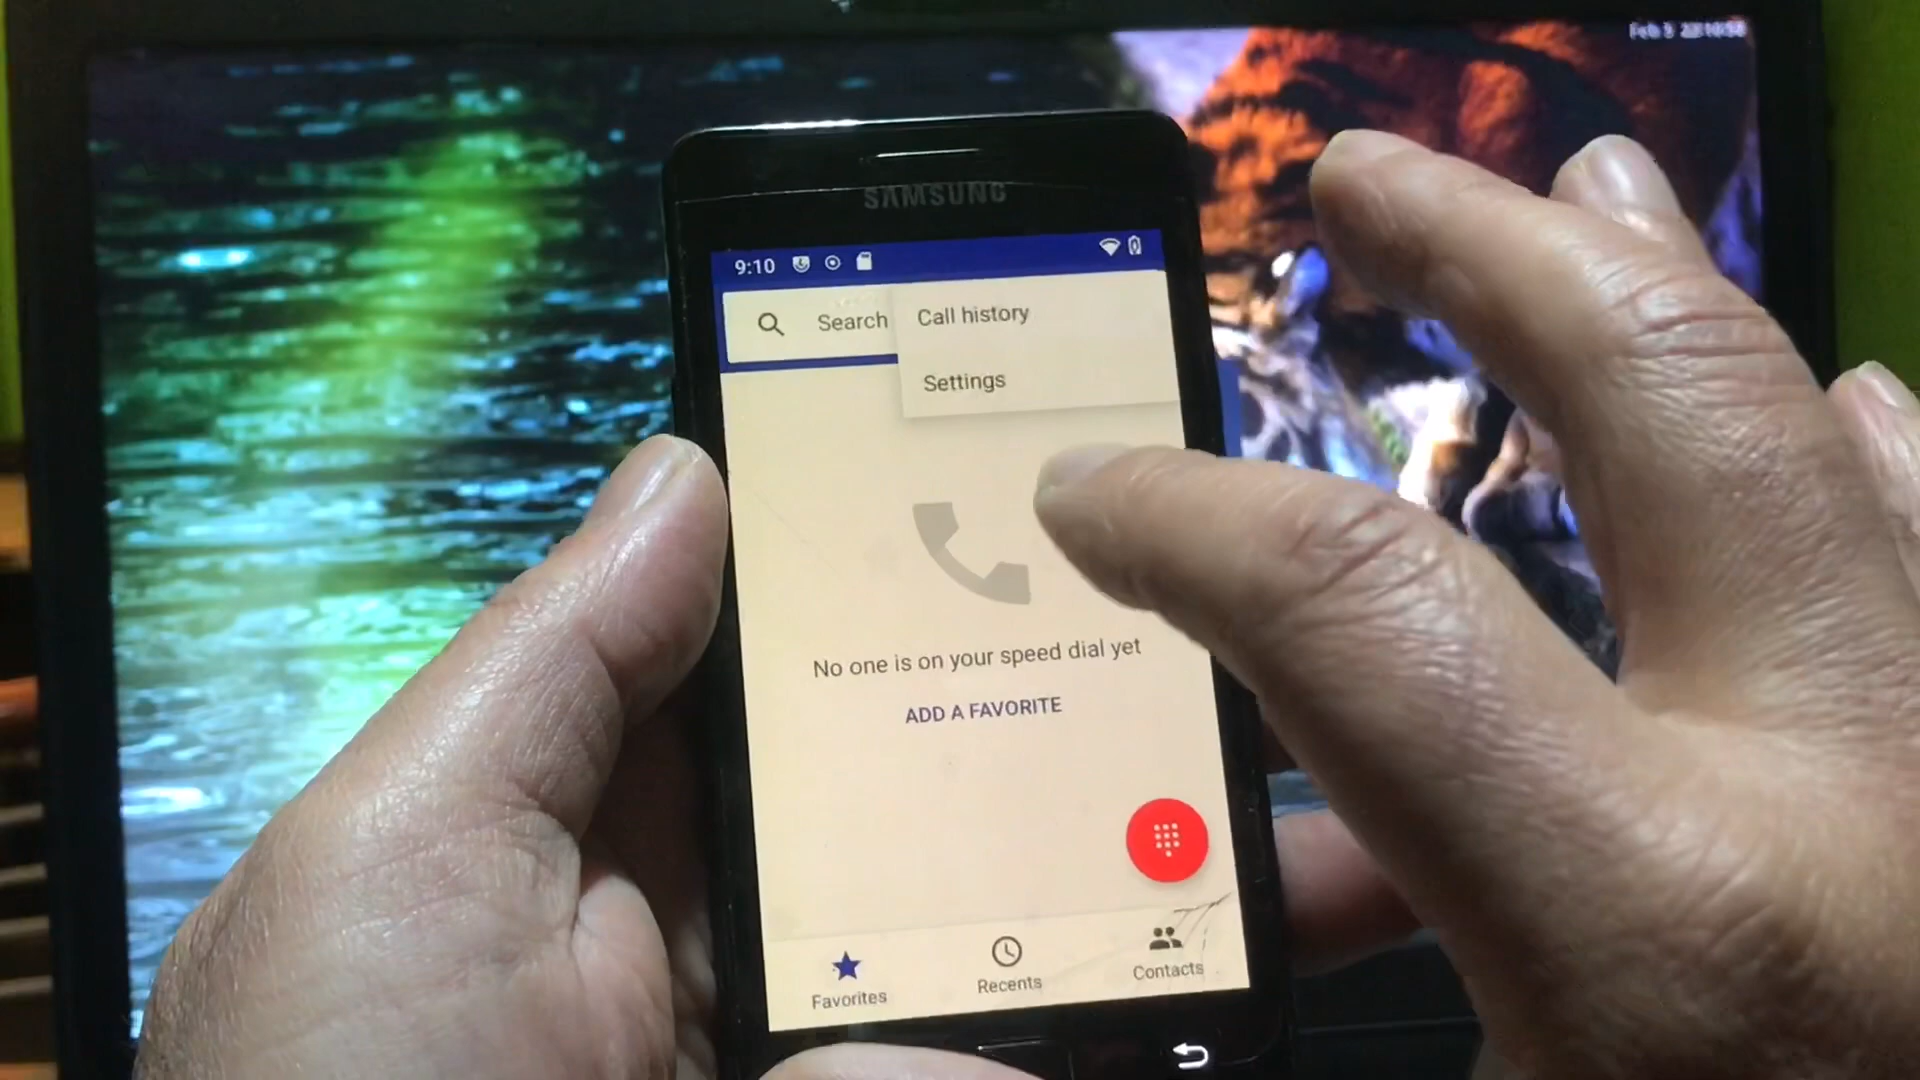 SAMSUNG
9:10
Search
Call history
Settings
No one is on your speed dial yet
ADD A FAVORITE
Favorites
Recents
Contacts